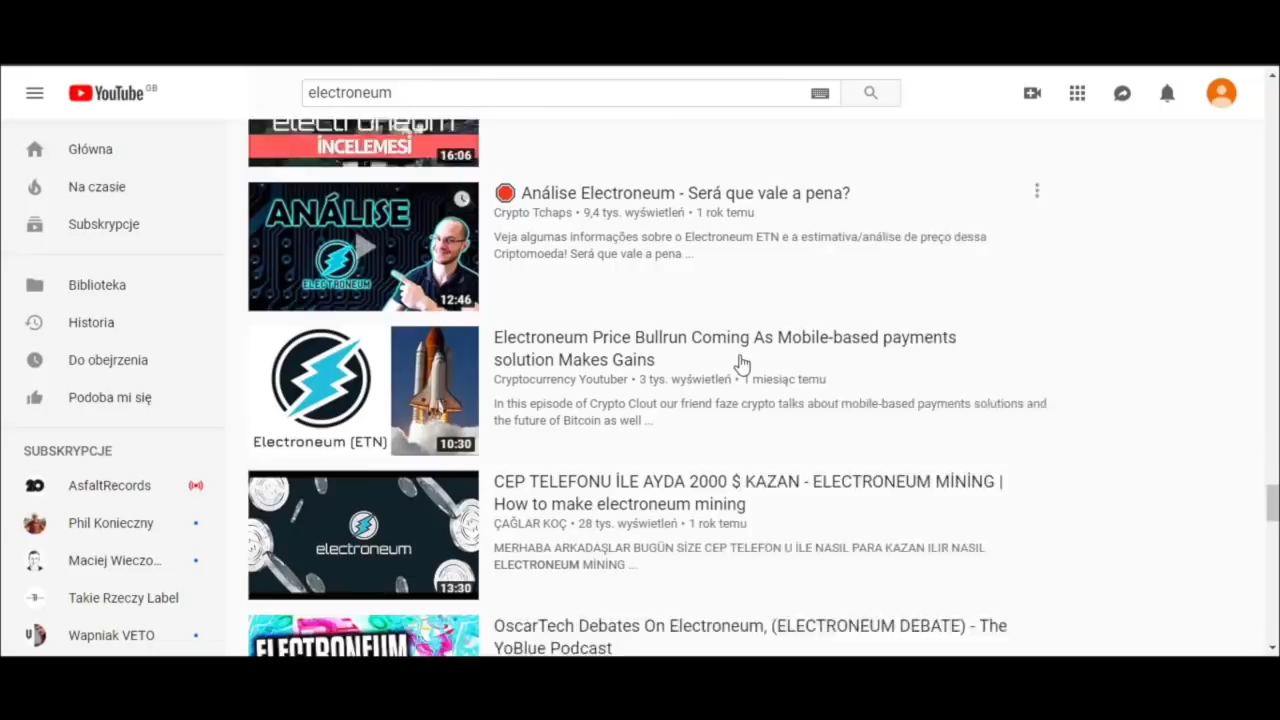 YouTube GB
electroneum
Główna
Na czasie
Subskrypcje
Biblioteka
Historia
Do obejrzenia
Podoba mi się
SUBSKRYPCJE
AsfaltRecords
Phil Konieczny
Maciej Wieczo...
Takie Rzeczy Label
Wapniak VETO
electroneum
İNCELEMESİ
16:06
ANÁLISE
ELECTRONEUM
12:46
Análise Electroneum - Será que vale a pena?
Crypto Tchaps • 9,4 tys. wyświetleń • 1 rok temu
Veja algumas informações sobre o Electroneum ETN e a estimativa/análise de preço dessa
Criptomoeda! Será que vale a pena ...
Electroneum (ETN)
10:30
Electroneum Price Bullrun Coming As Mobile-based payments
solution Makes Gains
Cryptocurrency Youtuber • 3 tys. wyświetleń • 1 miesiąc temu
In this episode of Crypto Clout our friend faze crypto talks about mobile-based payments solutions and
the future of Bitcoin as well ...
electroneum
13:30
CEP TELEFONU İLE AYDA 2000 $ KAZAN - ELECTRONEUM MİNİNG |
How to make electroneum mining
ÇAĞLAR KOÇ • 28 tys. wyświetleń • 1 rok temu
MERHABA ARKADAŞLAR BUGÜN SİZE CEP TELEFON U İLE NASIL PARA KAZAN ILIR NASIL
ELECTRONEUM MİNİNG ...
ELECTRONEUM
OscarTech Debates On Electroneum, (ELECTRONEUM DEBATE) - The
YoBlue Podcast